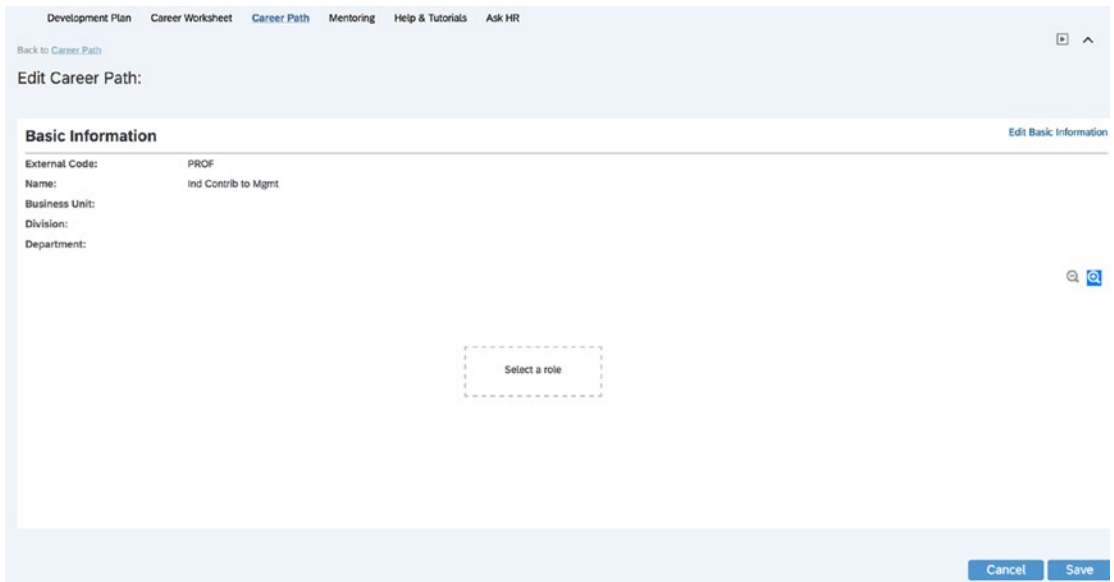 Development Plan Career Worksheet Career Path Mentoring Help & Tutorials Ask HR
Back to Career Path
Edit Career Path:
Basic Information Edit Basic Information
External Code: PROF
Name: Ind Contrib to Mgmt
Business Unit:
Division:
Department:
Select a role
Cancel Save